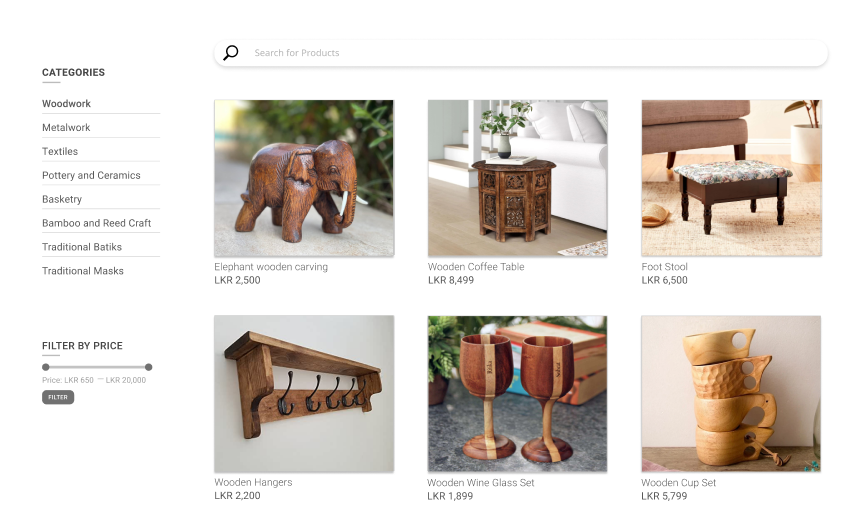 Search for Products
CATEGORIES
Woodwork
Metalwork
Textiles
Pottery and Ceramics
Basketry
Bamboo and Reed Craft
Traditional Batiks
Traditional Masks
FILTER BY PRICE
Price: LKR 650 — LKR 20,000
FILTER
Elephant wooden carving
LKR 2,500
Wooden Coffee Table
LKR 8,499
Foot Stool
LKR 6,500
Wooden Hangers
LKR 2,200
Wooden Wine Glass Set
LKR 1,899
Wooden Cup Set
LKR 5,799